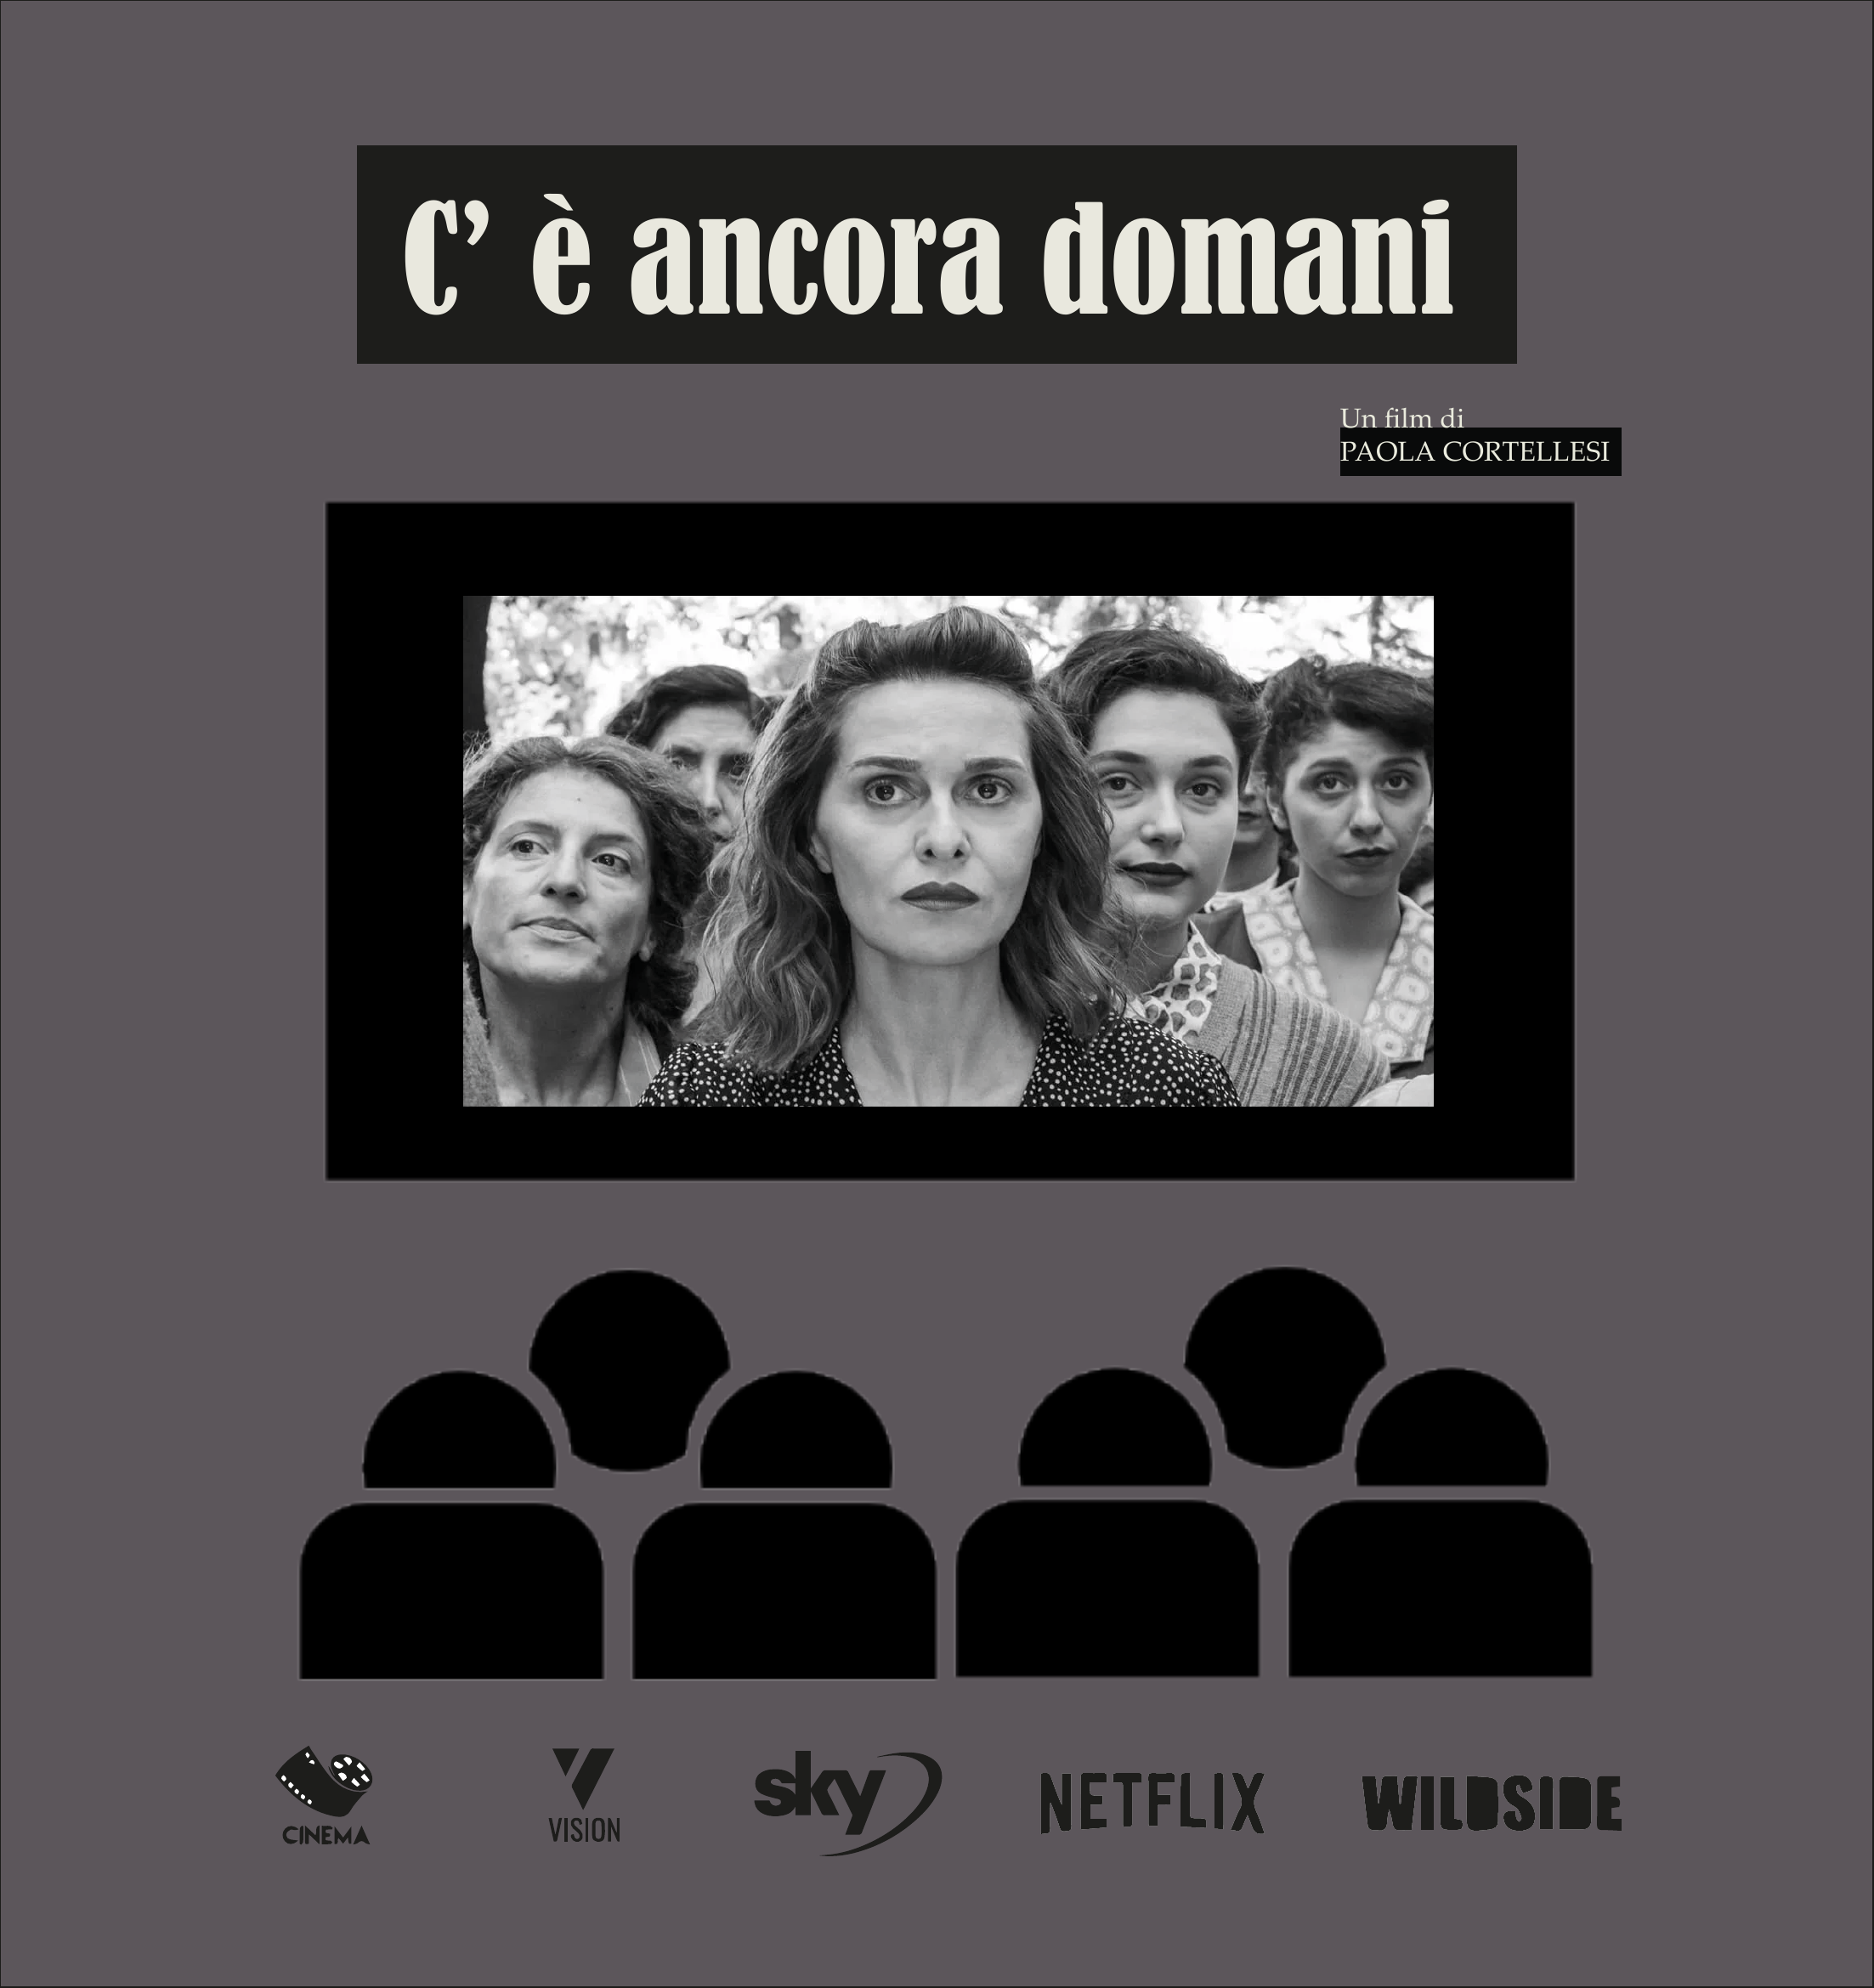 C’ è ancora domani
Un film di
PAOLA CORTELLESI
CINEMA
VISION
sky
NETFLIX
WILDSIDE